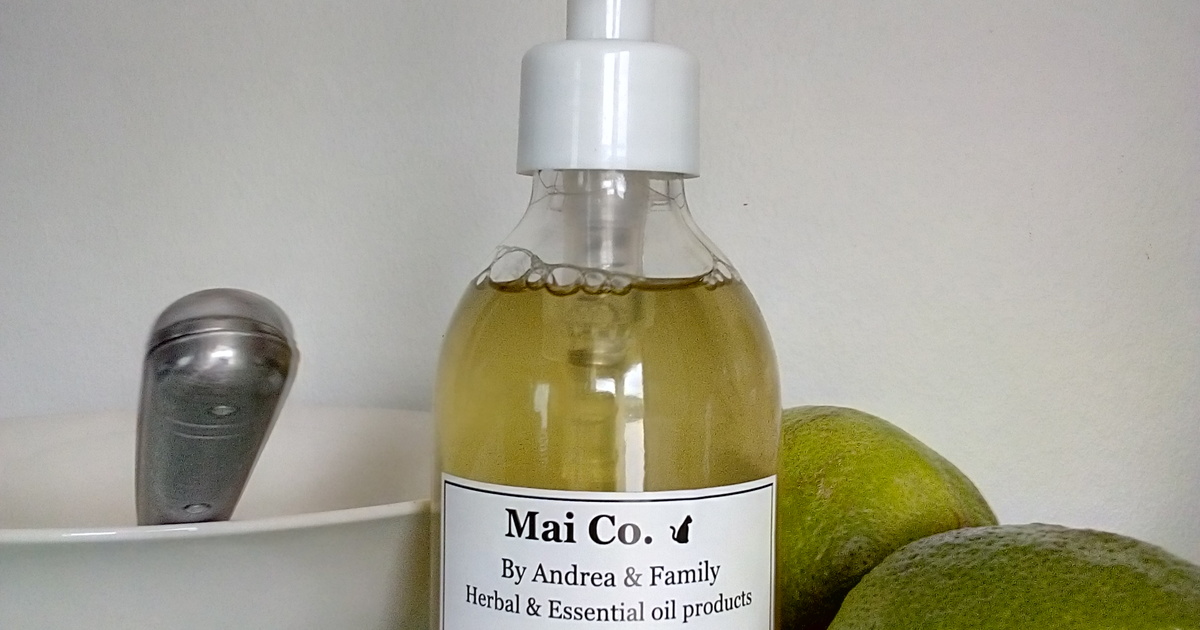 Mai Co.
By Andrea & Family
Herbal & Essential oil products